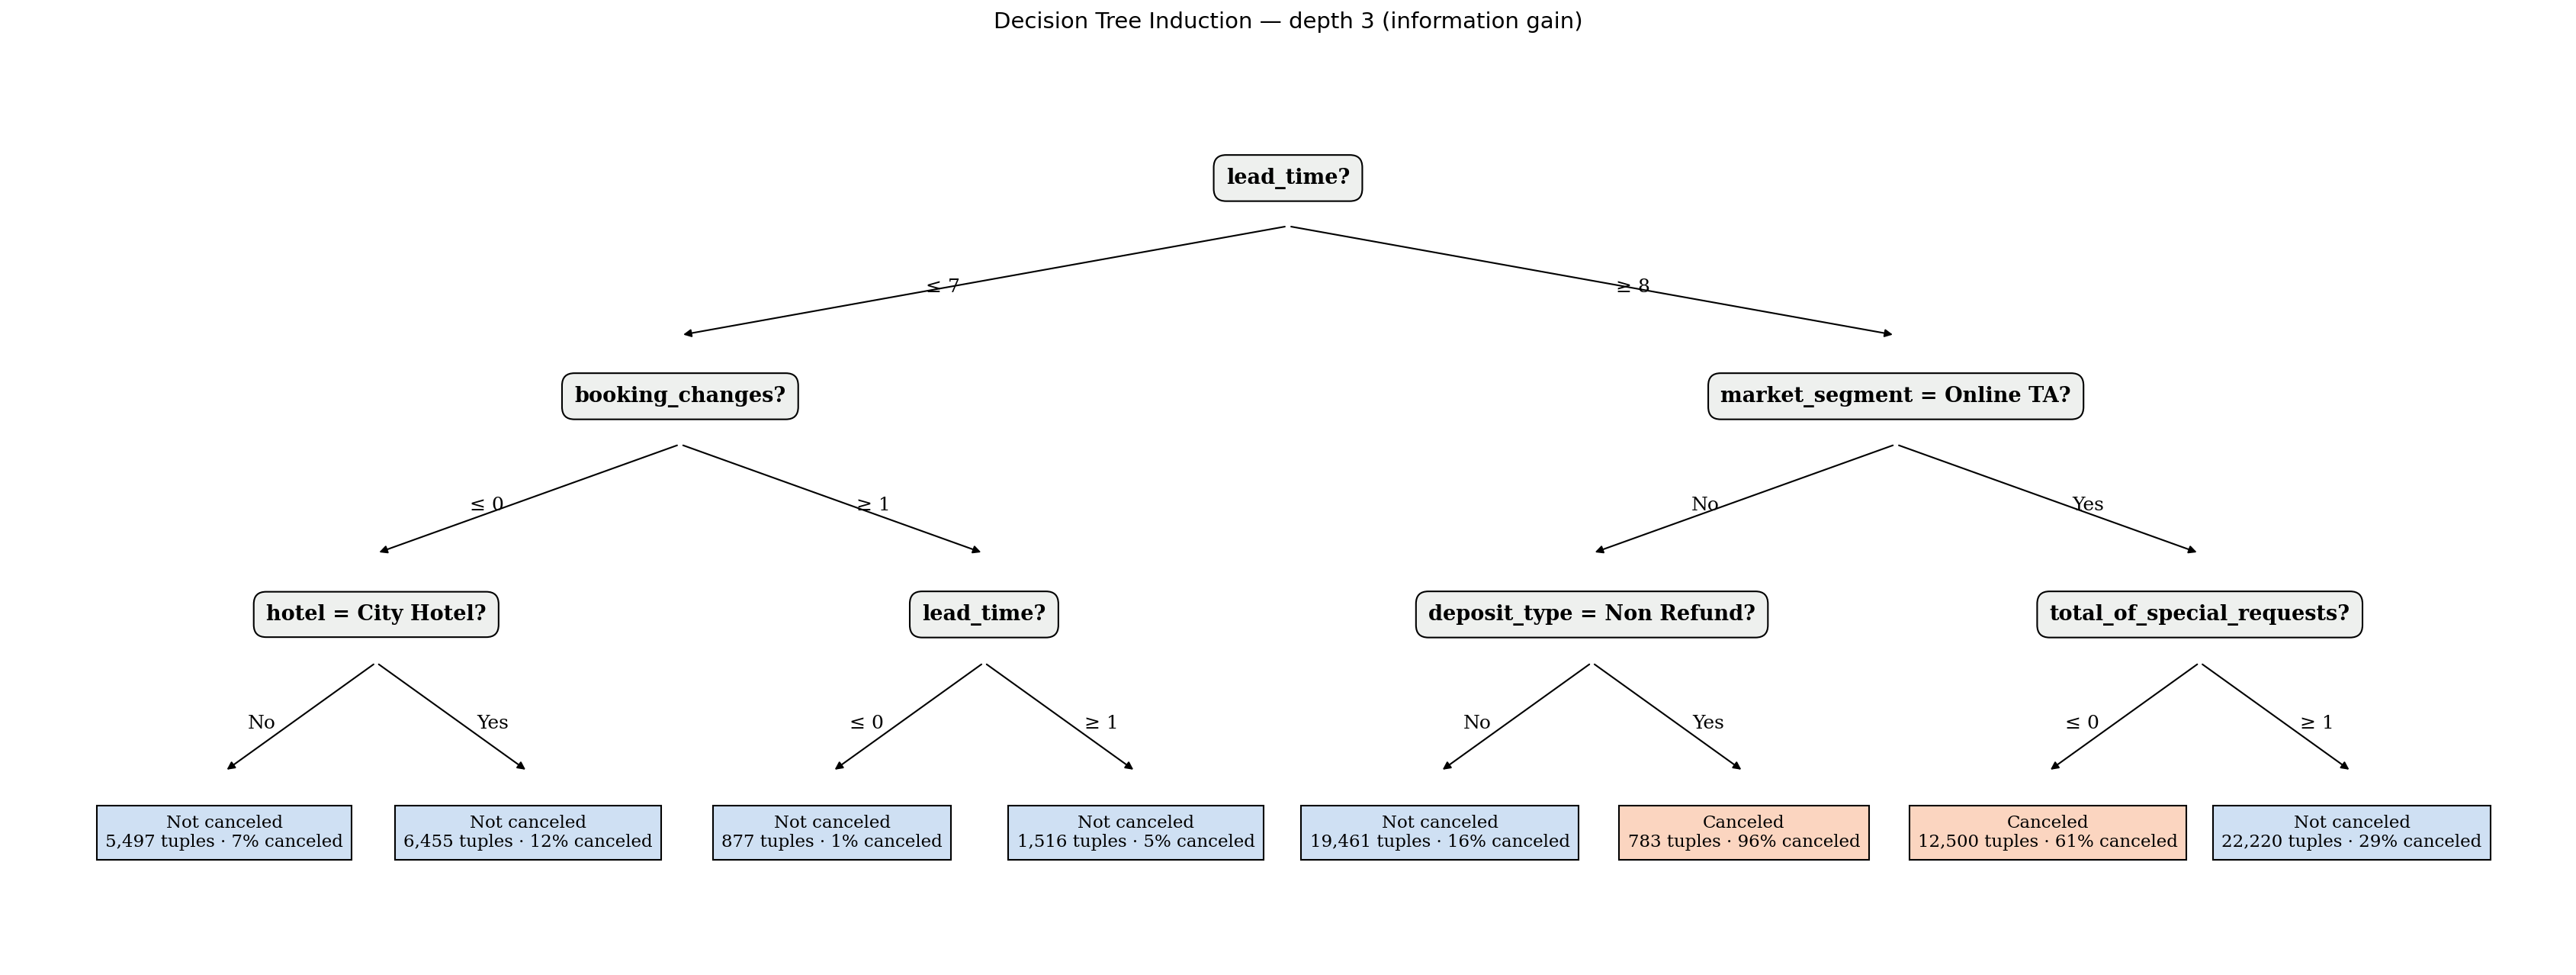 Decision Tree Induction — depth 3 (information gain)
lead_time?
≤ 7
≥ 8
booking_changes?
market_segment = Online TA?
≤ 0
≥ 1
No
Yes
hotel = City Hotel?
lead_time?
deposit_type = Non Refund?
total_of_special_requests?
No
Yes
≤ 0
≥ 1
No
Yes
≤ 0
≥ 1
Not canceled
5,497 tuples · 7% canceled
Not canceled
6,455 tuples · 12% canceled
Not canceled
877 tuples · 1% canceled
Not canceled
1,516 tuples · 5% canceled
Not canceled
19,461 tuples · 16% canceled
Canceled
783 tuples · 96% canceled
Canceled
12,500 tuples · 61% canceled
Not canceled
22,220 tuples · 29% canceled